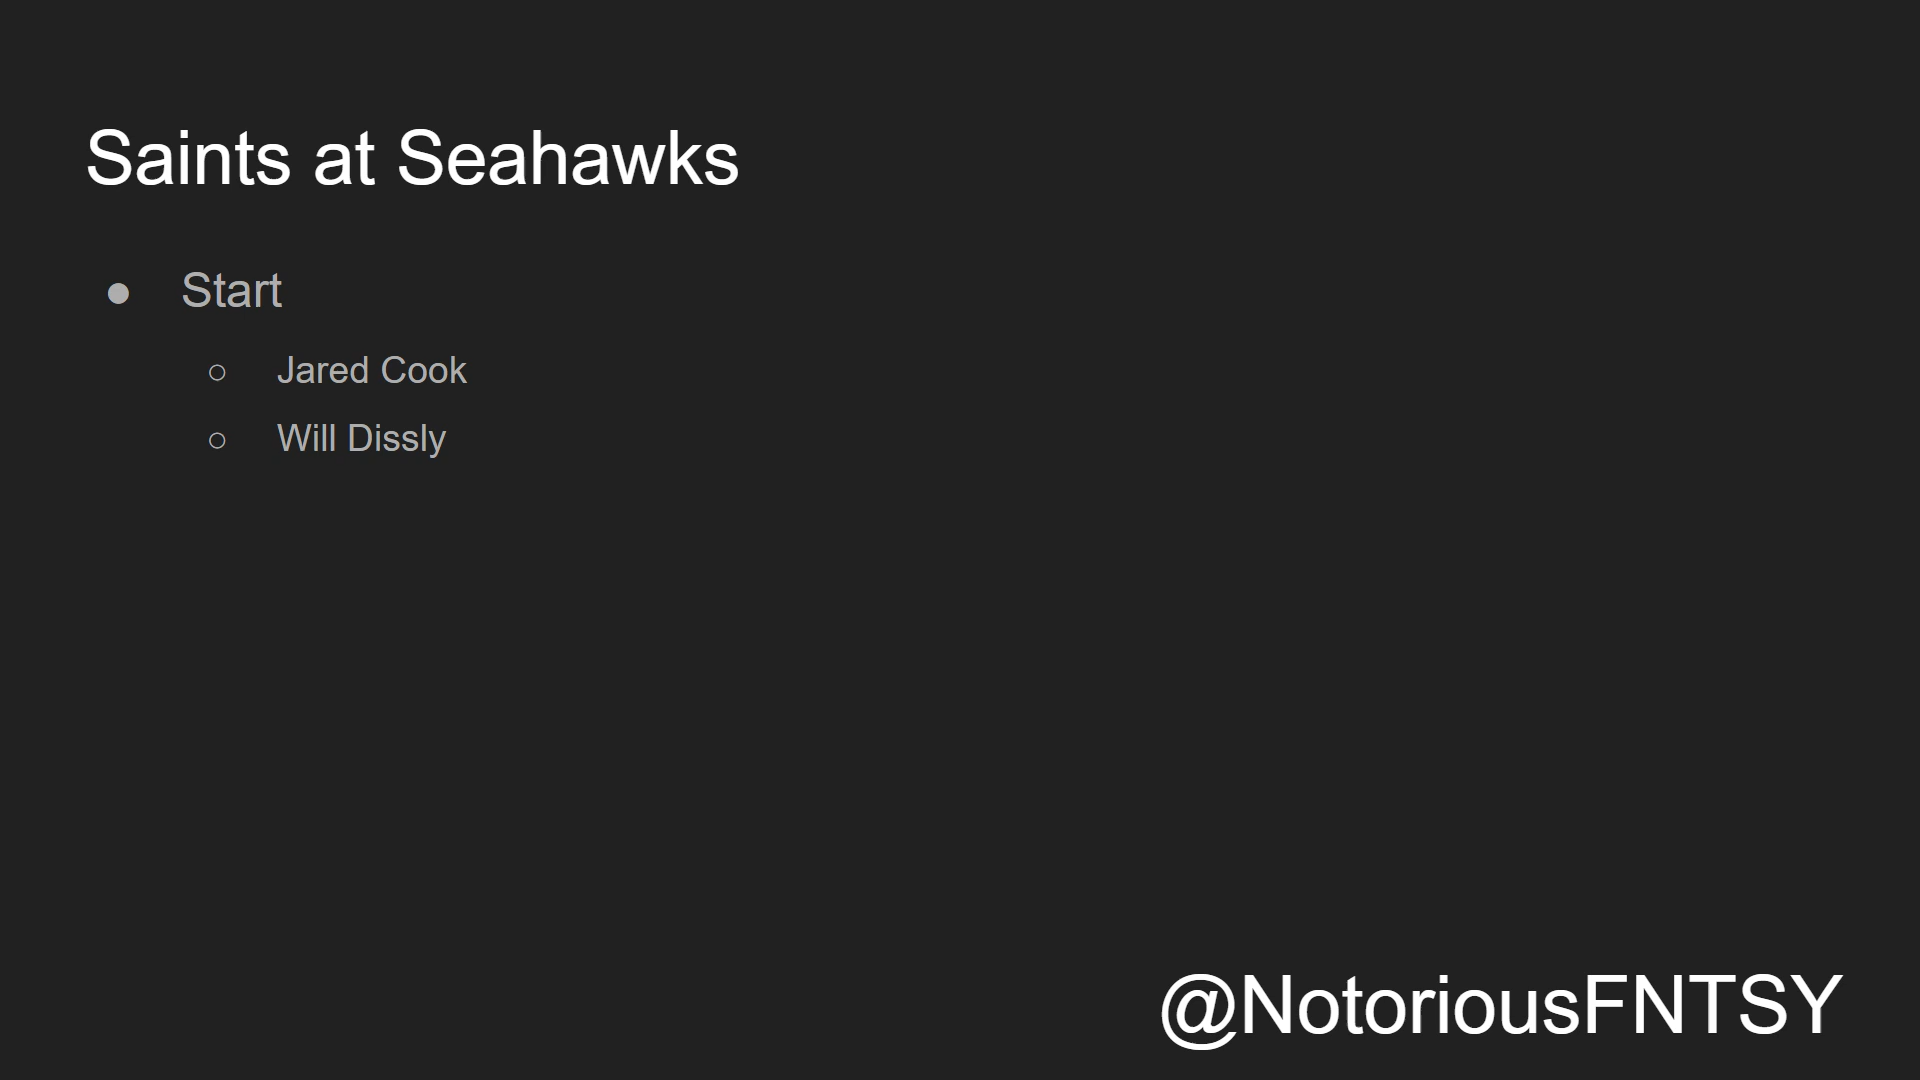 Saints at Seahawks
● Start
○ Jared Cook
○ Will Dissly
@NotoriousFNTSY